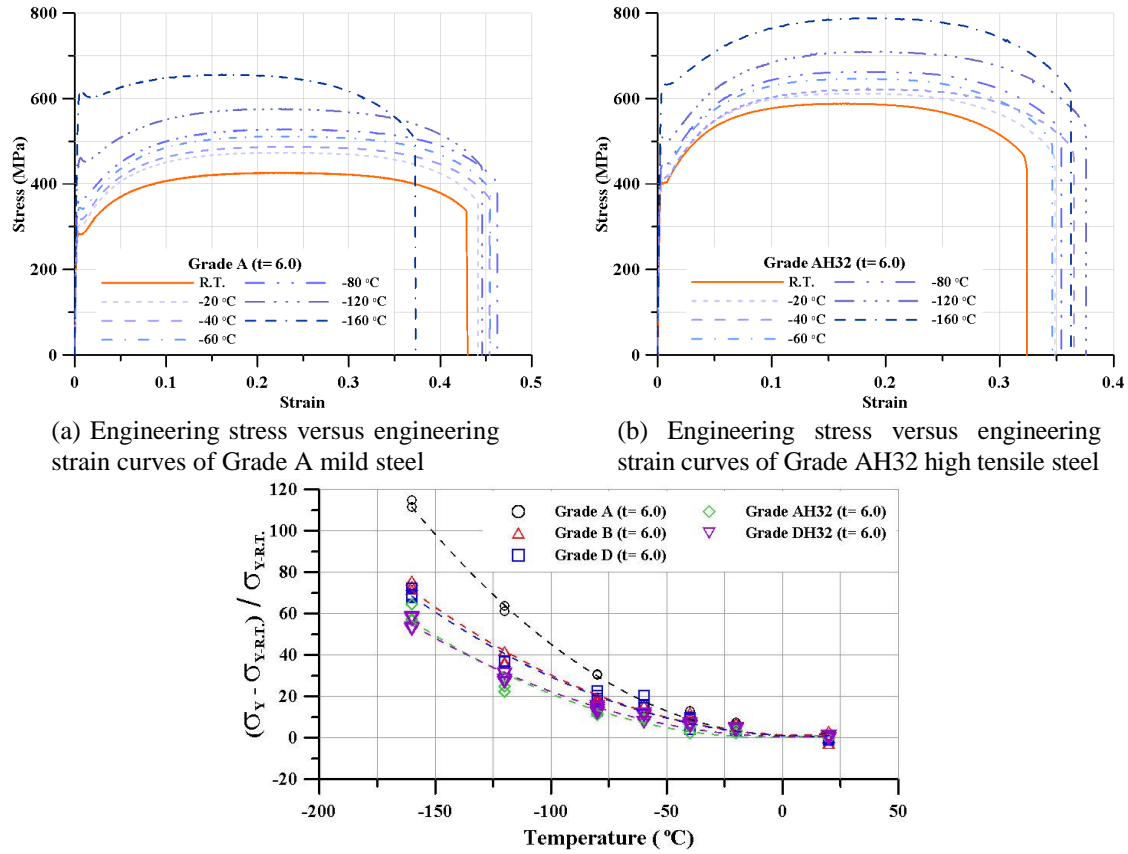 800
600
400
200
0
Stress (MPa)
0 0.1 0.2 0.3 0.4 0.5
Strain
Grade A (t= 6.0)
R.T.
-20 °C
-40 °C
-60 °C
-80 °C
-120 °C
-160 °C
800
600
400
200
0
Stress (MPa)
0 0.1 0.2 0.3 0.4
Strain
Grade AH32 (t= 6.0)
R.T.
-20 °C
-40 °C
-60 °C
-80 °C
-120 °C
-160 °C
(a) Engineering stress versus engineering
strain curves of Grade A mild steel
(b) Engineering stress versus engineering
strain curves of Grade AH32 high tensile steel
120
100
80
60
40
20
0
-20
(σY - σY-R.T.) / σY-R.T.
-200 -150 -100 -50 0 50
Temperature (ºC)
Grade A (t= 6.0)
Grade B (t= 6.0)
Grade D (t= 6.0)
Grade AH32 (t= 6.0)
Grade DH32 (t= 6.0)